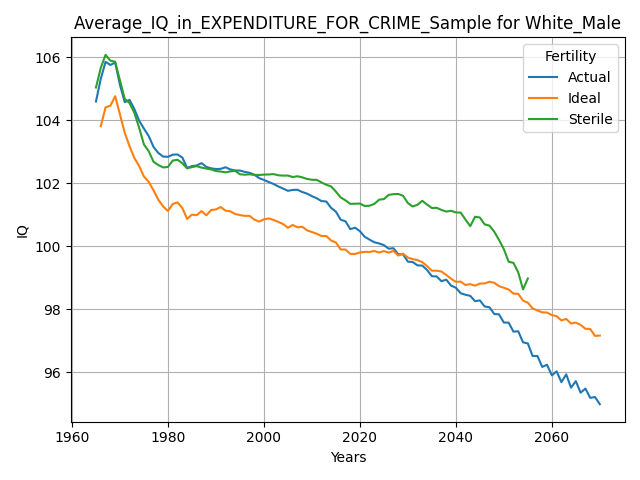 Average_IQ_in_EXPENDITURE_FOR_CRIME_Sample for White_Male
Fertility
Actual
Ideal
Sterile
IQ
106
104
102
100
98
96
1960
1980
2000
2020
2040
2060
Years